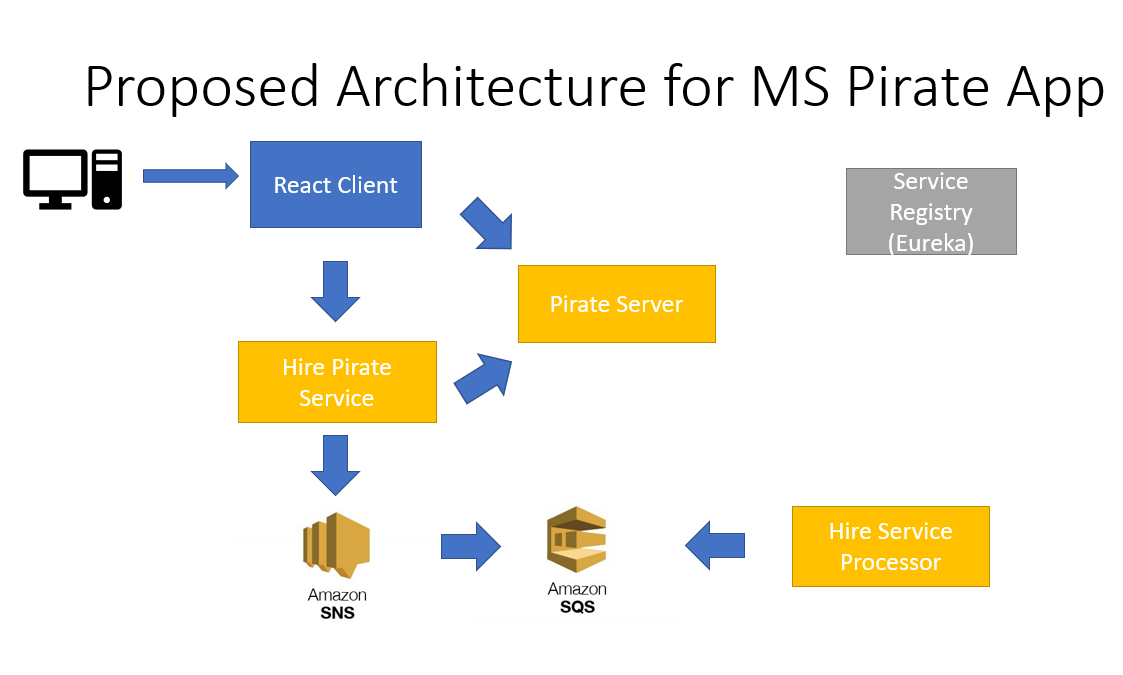 Proposed Architecture for MS Pirate App
React Client
Service
Registry
(Eureka)
Pirate Server
Hire Pirate
Service
Amazon
SNS
Amazon
SQS
Hire Service
Processor